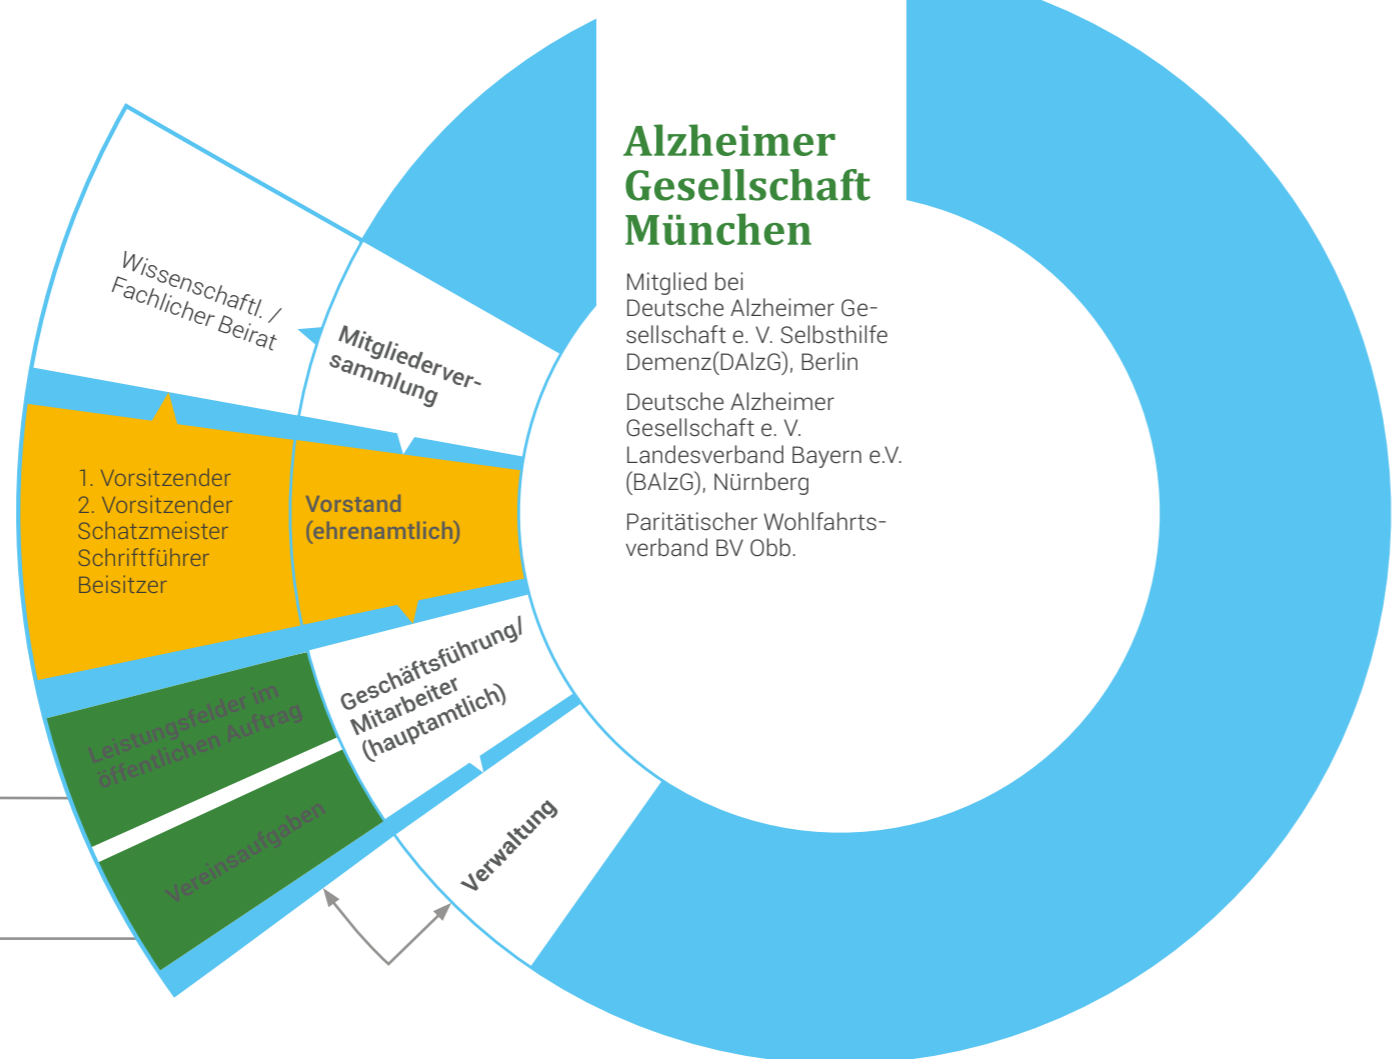 Alzheimer
Gesellschaft
München
Mitglied bei
Deutsche Alzheimer Ge-
sellschaft e. V. Selbsthilfe
Demenz(DAlzG), Berlin
Deutsche Alzheimer
Gesellschaft e. V.
Landesverband Bayern e.V.
(BAlzG), Nürnberg
Paritätischer Wohlfahrts-
verband BV Obb.
Wissenschaftl. /
Fachlicher Beirat
Mitgliederver-
sammlung
1. Vorsitzender
2. Vorsitzender
Schatzmeister
Schriftführer
Beisitzer
Vorstand
(ehrenamtlich)
Geschäftsführung/
Mitarbeiter
(hauptamtlich)
Leistungsfelder im
öffentlichen Auftrag
Vereinsaufgaben
Verwaltung